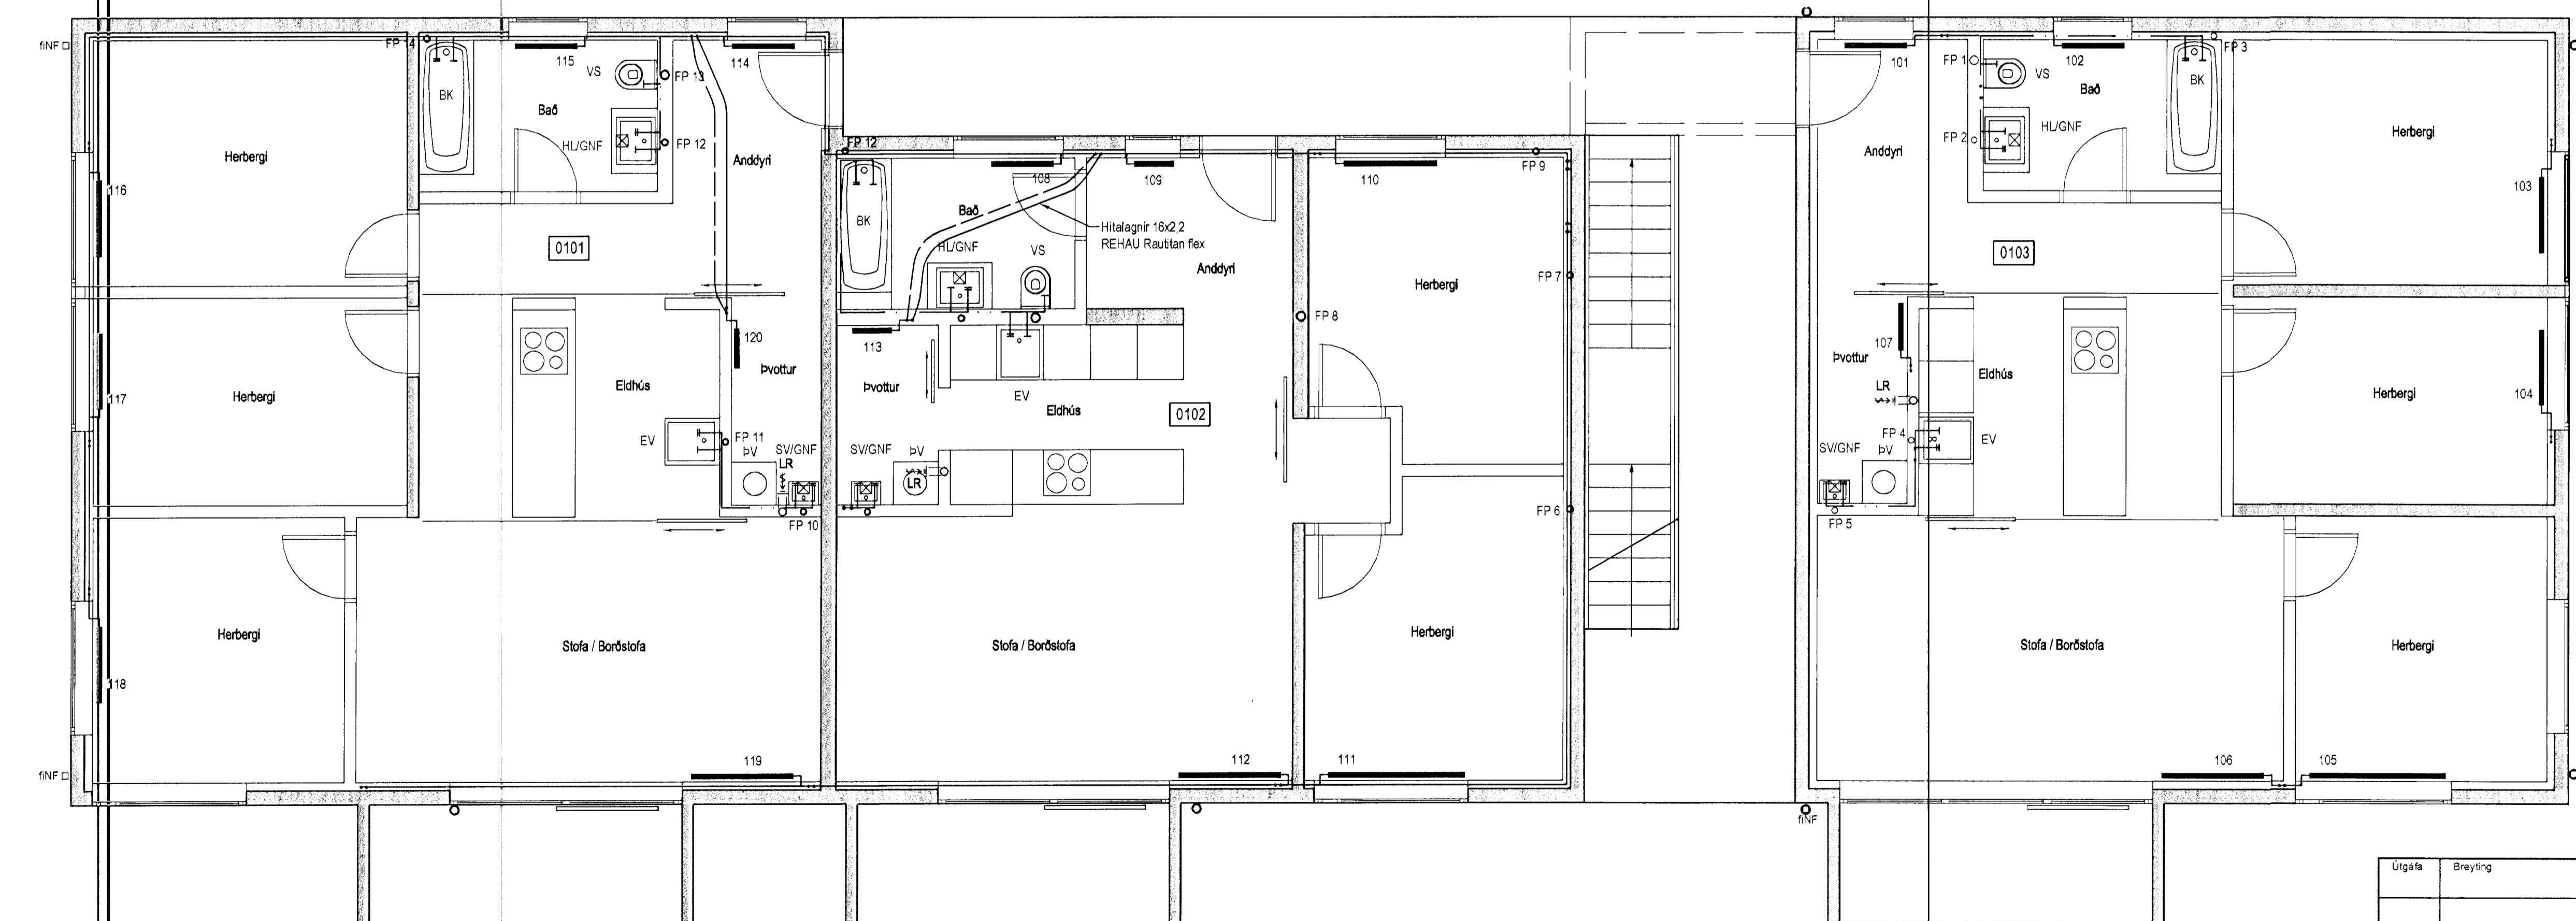 fiNF
FP 14
115
VS
FP 13
114
BK
Bað
HL/GNF
FP 12
Anddyri
Herbergi
116
0101
120
Þvottur
Eldhús
117
Herbergi
EV
FP 11
ÞV
SV/GNF
LR
FP 10
Herbergi
118
Stofa / Borðstofa
119
fiNF
FP 12
108
109
110
FP 9
BK
Bað
Hitalagnir 16x2,2
REHAU Rautitan flex
HL/GNF
VS
Anddyri
FP 7
Herbergi
FP 8
113
Þvottur
EV
Eldhús
0102
SV/GNF
ÞV
LR
FP 6
Stofa / Borðstofa
Herbergi
112
111
101
FP 1
VS
102
FP 3
BK
Bað
HL/GNF
FP 2
Anddyri
Herbergi
103
0103
107
Þvottur
Eldhús
LR
FP 4
EV
SV/GNF
ÞV
FP 5
Herbergi
104
Stofa / Borðstofa
Herbergi
106
105
fiNF
Útgáfa
Breyting